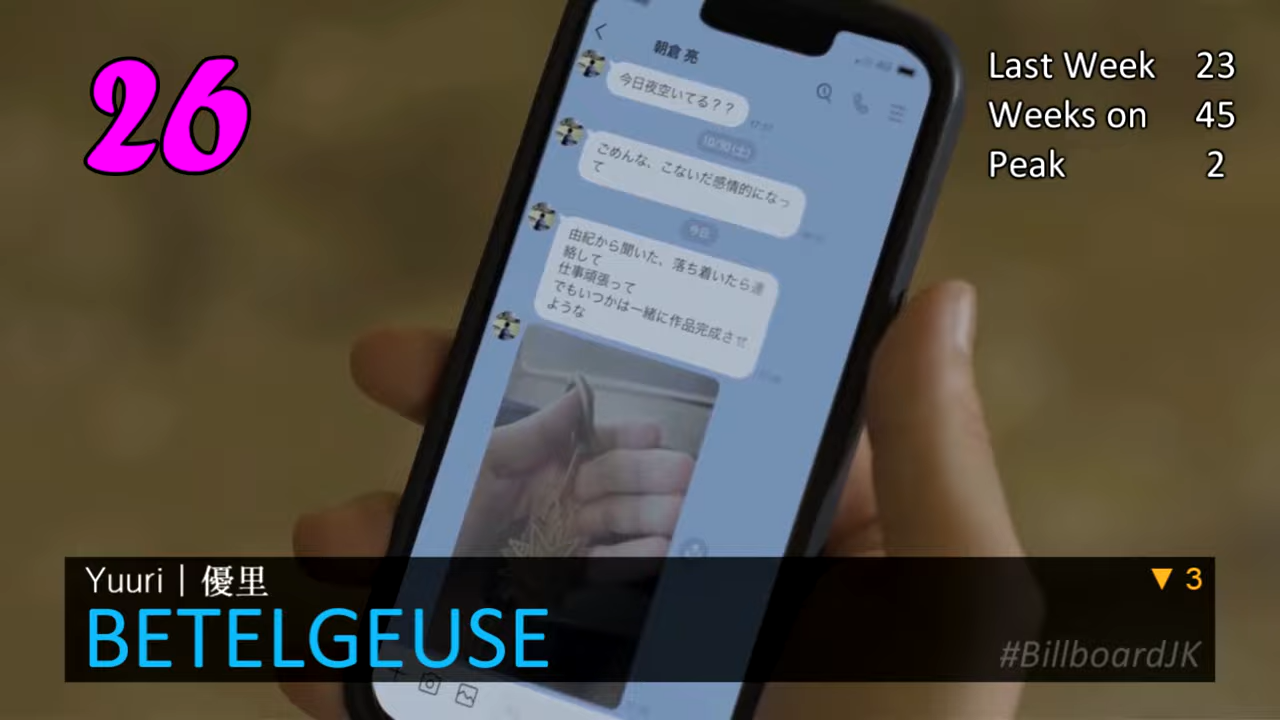 26
Last Week 23
Weeks on 45
Peak 2
朝倉 亮
今日夜空いてる？？
10/30(土)
ごめんな、こないだ感情的になっ
て
今日
由紀から聞いた、落ち着いたら連
絡して
仕事頑張って
でもいつかは一緒に作品完成させ
ような
Yuuri | 優里
▼ 3
BETELGEUSE
#BillboardJK